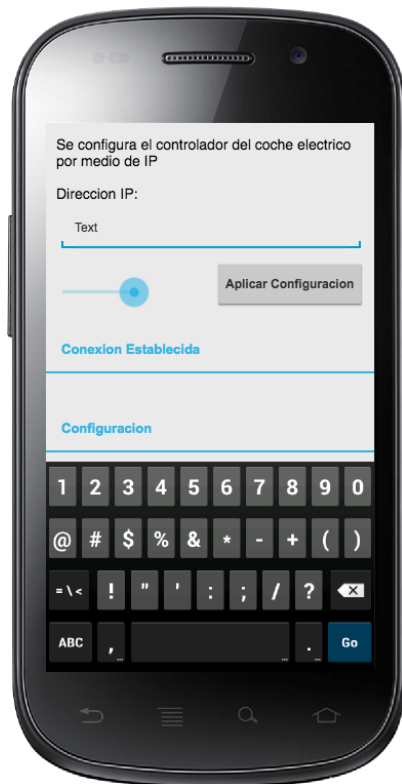 Se configura el controlador del coche electrico
por medio de IP
Direccion IP:
Text
Aplicar Configuracion
Conexion Establecida
Configuracion
1 2 3 4 5 6 7 8 9 0
@ # $ % & * - + ( )
= \ < ! " ' : ; / ?
ABC , ... ... . ... Go